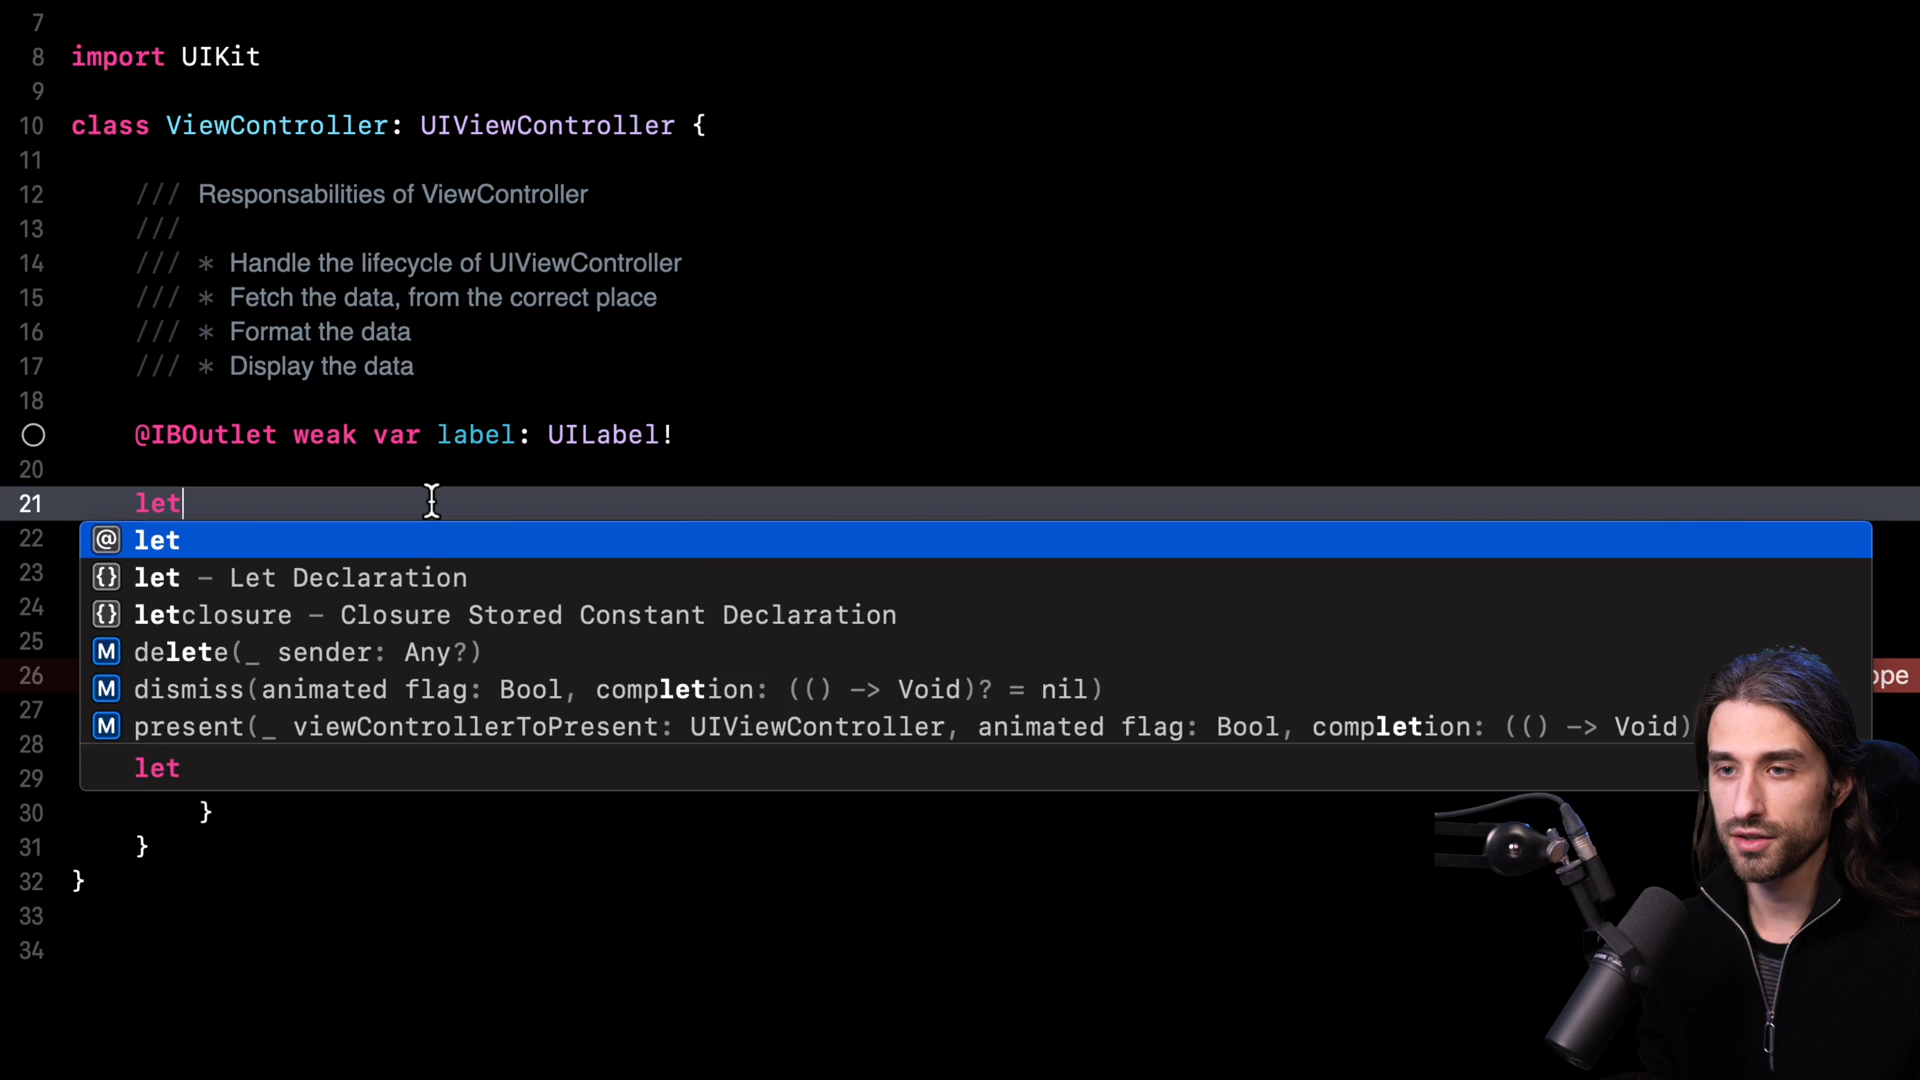 7
8 import UIKit
9
10 class ViewController: UIViewController {
11
12 /// Responsabilities of ViewController
13 ///
14 /// * Handle the lifecycle of UIViewController
15 /// * Fetch the data, from the correct place
16 /// * Format the data
17 /// * Display the data
18
@IBOutlet weak var label: UILabel!
20
21 let
22 @ let
23 {} let – Let Declaration
24 {} letclosure – Closure Stored Constant Declaration
25 M delete(_ sender: Any?)
26 M dismiss(animated flag: Bool, completion: (() -> Void)? = nil)
27 M present(_ viewControllerToPresent: UIViewController, animated flag: Bool, completion: (() -> Void)
28
29 let
30 }
31 }
32 }
33
34